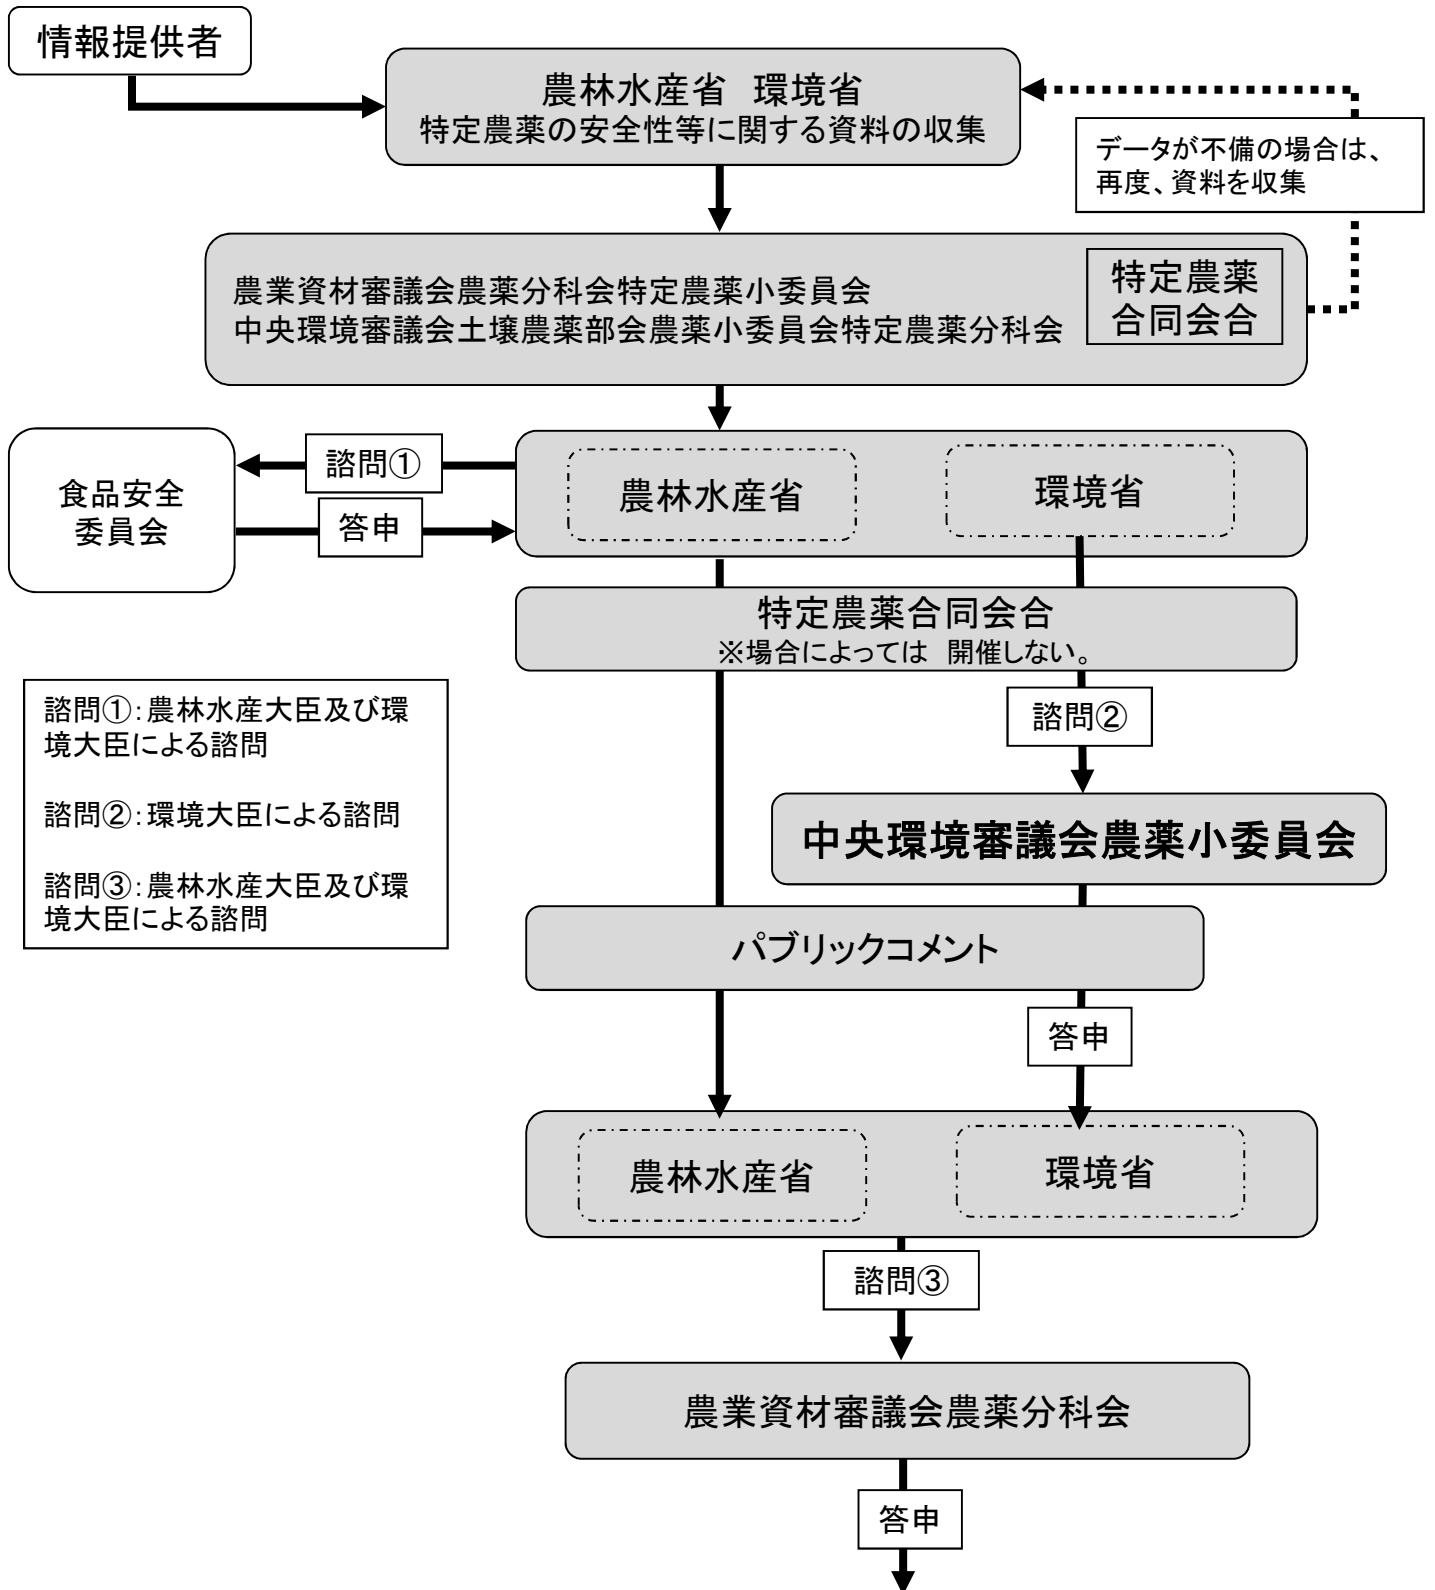 情報提供者
農林水産省　環境省
特定農薬の安全性等に関する資料の収集
データが不備の場合は、
再度、資料を収集
農業資材審議会農薬分科会特定農薬小委員会
中央環境審議会土壌農薬部会農薬小委員会特定農薬分科会
特定農薬
合同会合
食品安全
委員会
諮問①
答申
農林水産省
環境省
特定農薬合同会合
※場合によっては　開催しない。
諮問①：農林水産大臣及び環
境大臣による諮問
諮問②：環境大臣による諮問
諮問③：農林水産大臣及び環
境大臣による諮問
諮問②
中央環境審議会農薬小委員会
パブリックコメント
答申
農林水産省
環境省
諮問③
農業資材審議会農薬分科会
答申